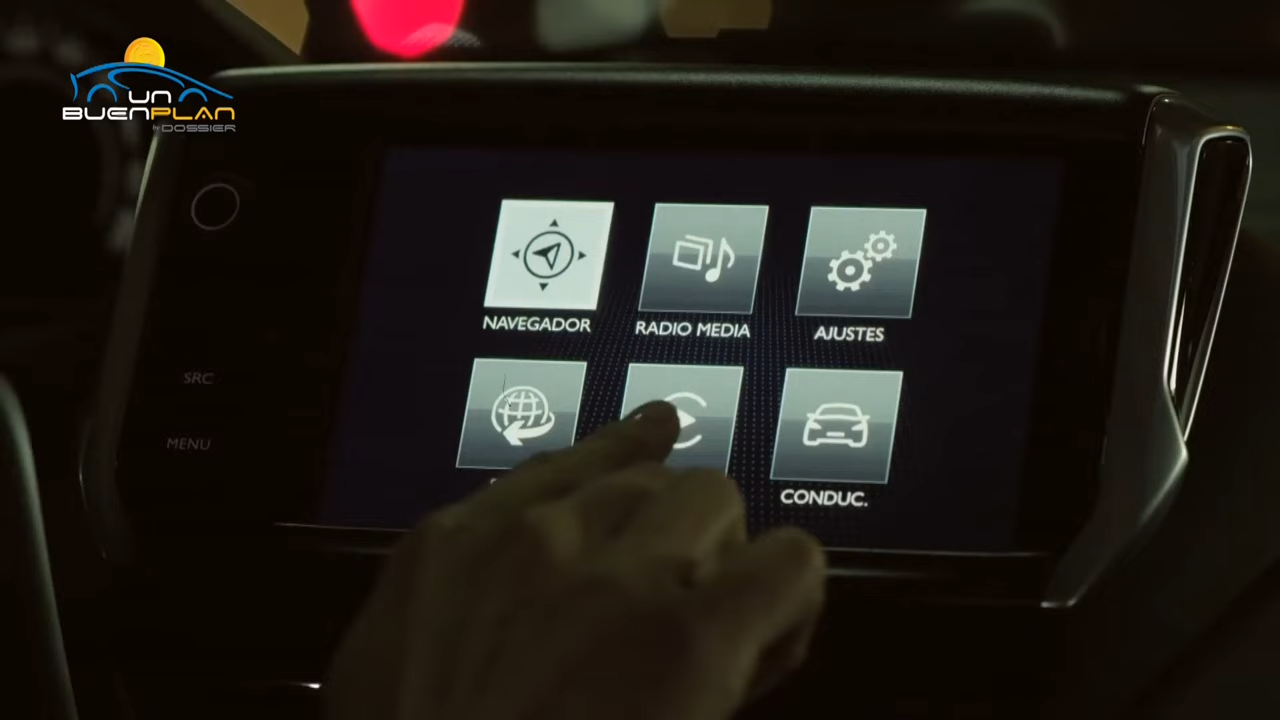 UN
BUENPLAN
by DOSSIER
NAVEGADOR
RADIO MEDIA
AJUSTES
SRC
MENU
CONDUC.